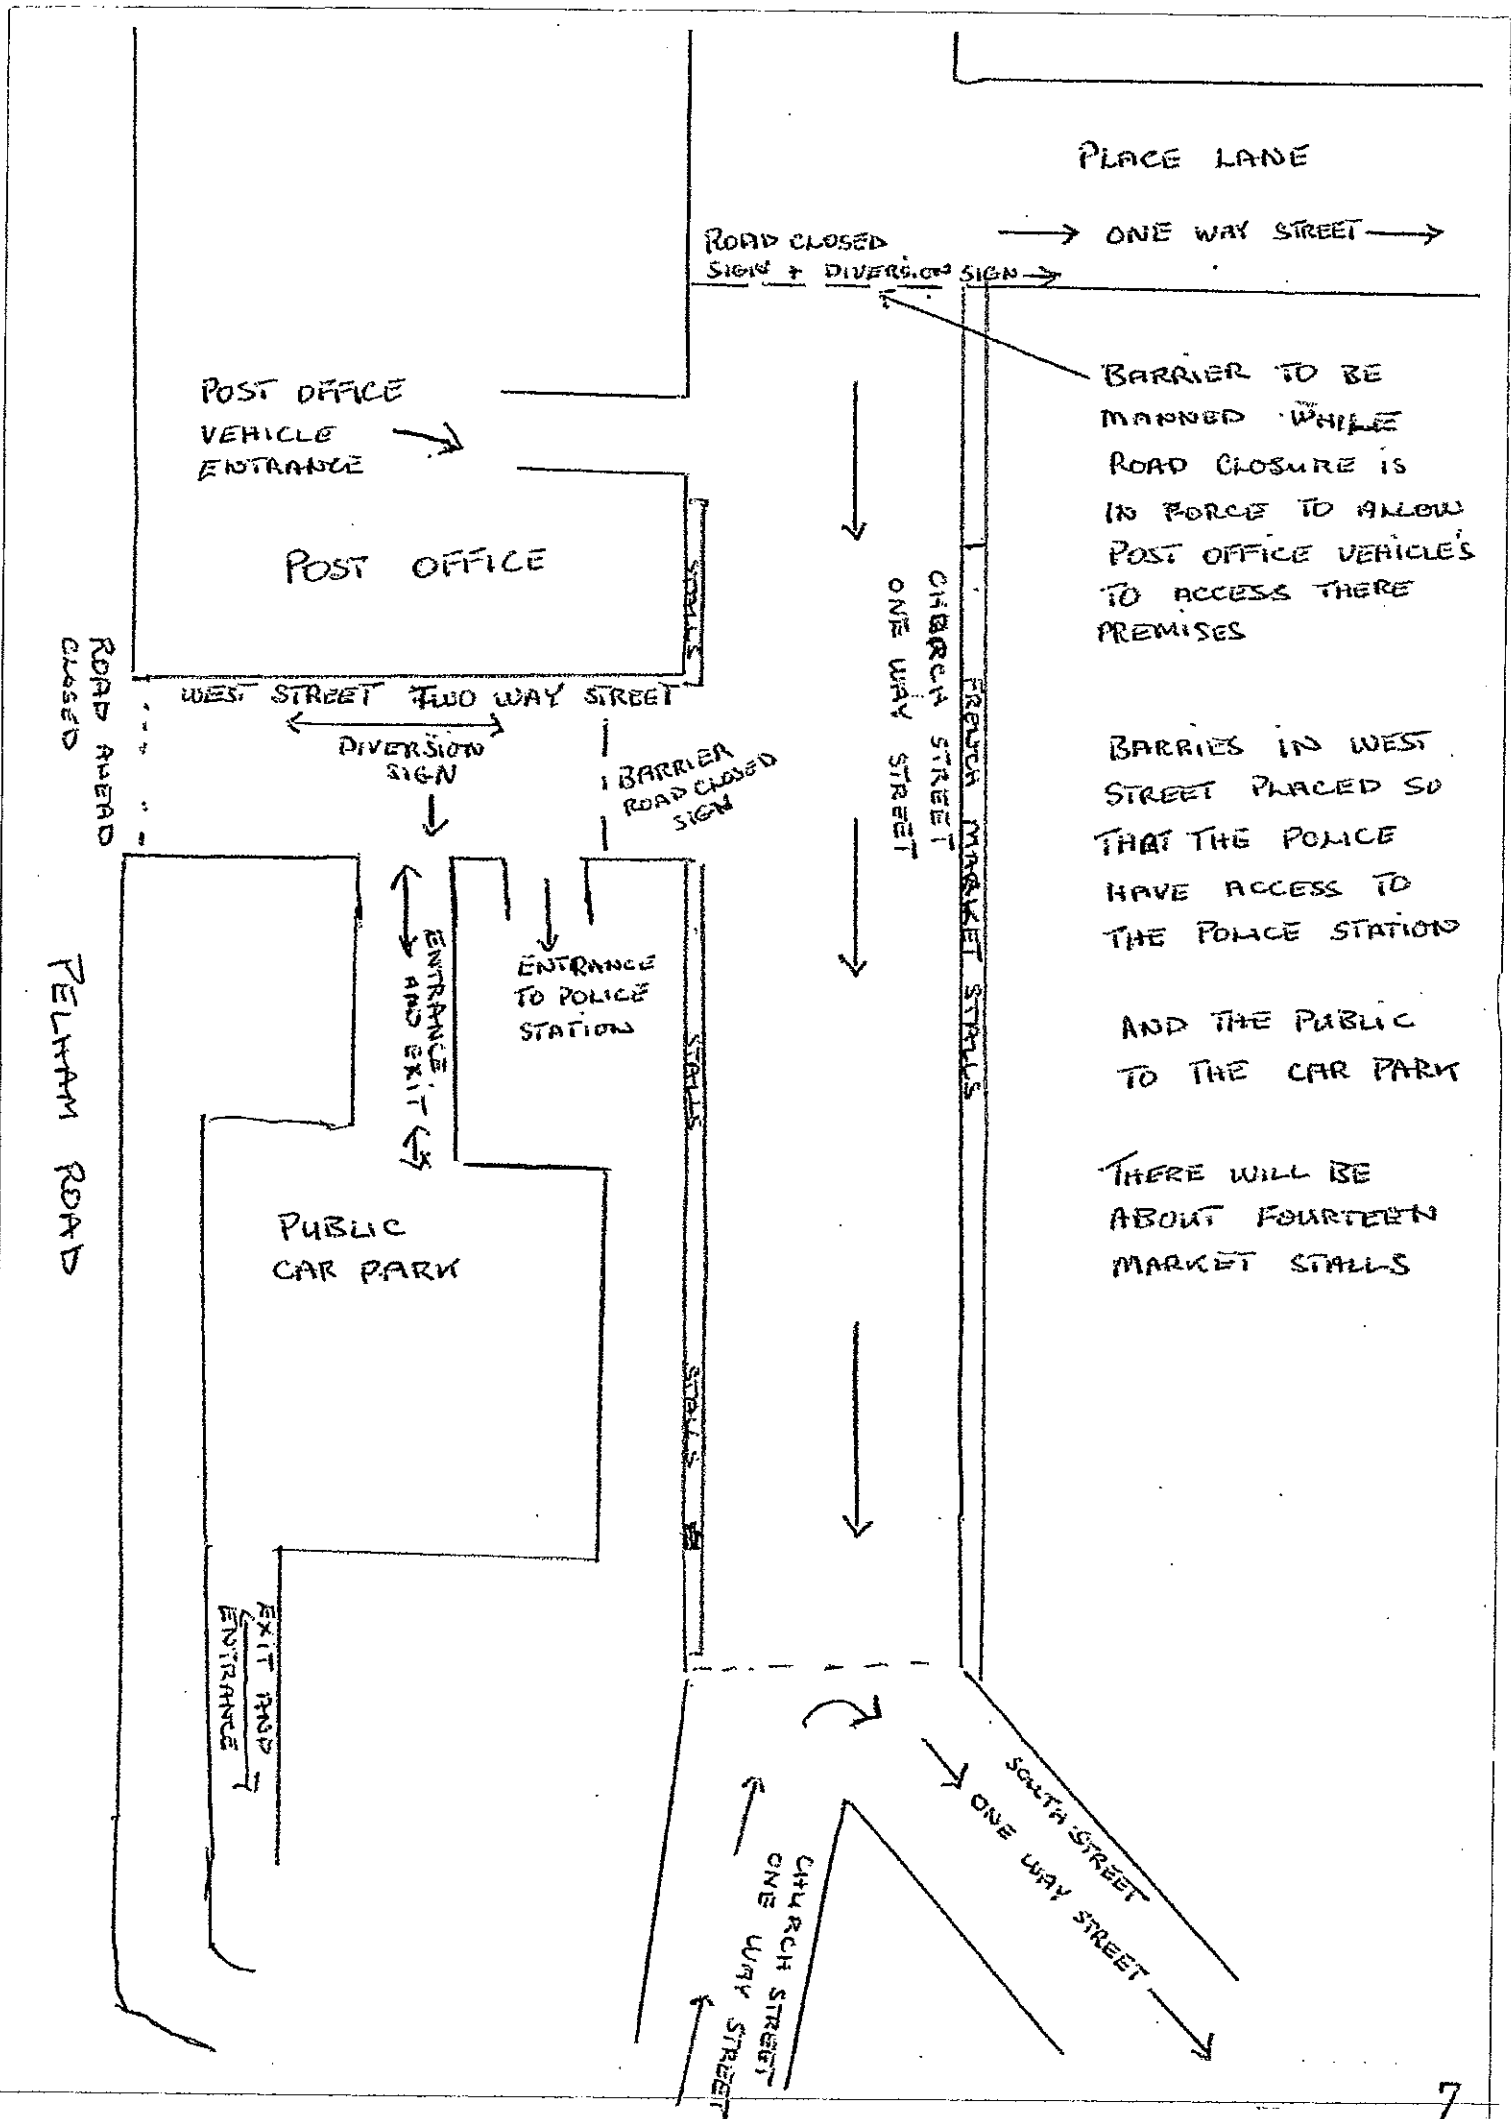 PLACE LANE
→ ONE WAY STREET →
ROAD CLOSED
SIGN + DIVERSION SIGN →
POST OFFICE
VEHICLE
ENTRANCE
POST OFFICE
STALLS
CHURCH STREET
ONE WAY STREET
FRENCH MARKET STALLS
BARRIER TO BE
MANNED WHILE
ROAD CLOSURE IS
IN FORCE TO ALLOW
POST OFFICE VEHICLE'S
TO ACCESS THERE
PREMISES
ROAD AHEAD
CLOSED
WEST STREET TWO WAY STREET
DIVERSION
SIGN
BARRIER
ROAD CLOSED
SIGN
BARRIES IN WEST
STREET PLACED SO
THAT THE POLICE
HAVE ACCESS TO
THE POLICE STATION
AND THE PUBLIC
TO THE CAR PARK
THERE WILL BE
ABOUT FOURTEEN
MARKET STALLS
ENTRANCE
AND EXIT
ENTRANCE
TO POLICE
STATION
STALLS
PELHAM ROAD
PUBLIC
CAR PARK
STALLS
EXIT AND
ENTRANCE
SOUTH STREET
ONE WAY STREET
CHURCH STREET
ONE WAY STREET
7